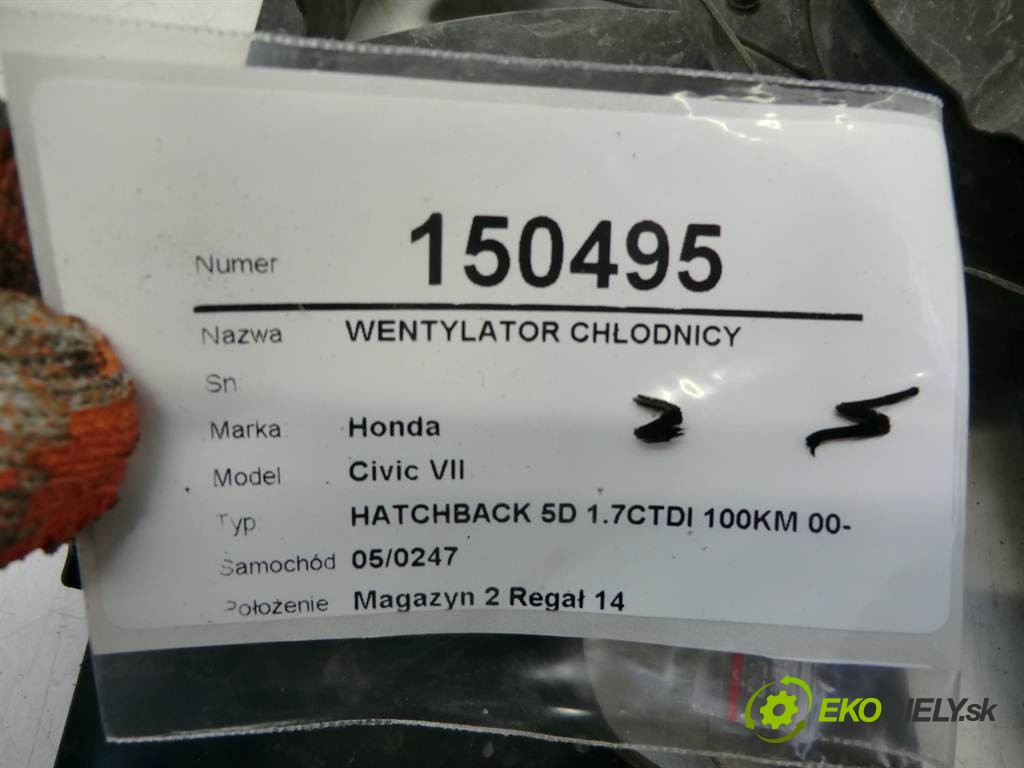 Numer 150495
Nazwa WENTYLATOR CHŁODNICY
Sn
Marka Honda
Model Civic VII
Typ HATCHBACK 5D 1.7CTDI 100KM 00-
Samochód 05/0247
Położenie Magazyn 2 Regał 14
EKODIELY.sk